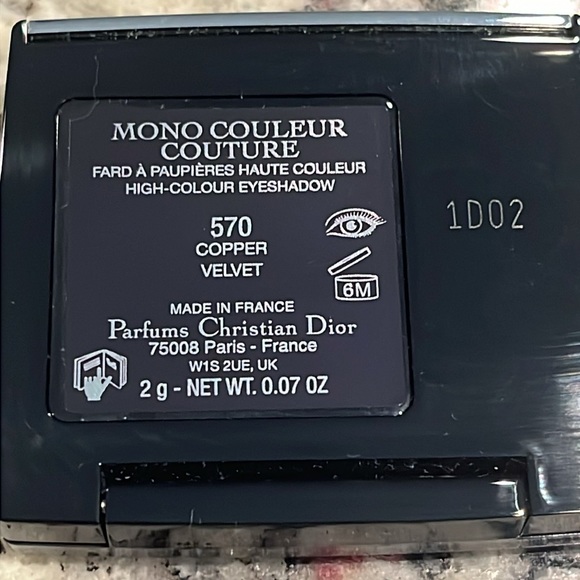 MONO COULEUR
COUTURE
FARD À PAUPIÈRES HAUTE COULEUR
HIGH-COLOUR EYESHADOW
570
COPPER
VELVET
6M
1D02
MADE IN FRANCE
Parfums Christian Dior
75008 Paris - France
W1S 2UE, UK
2 g - NET WT. 0.07 OZ